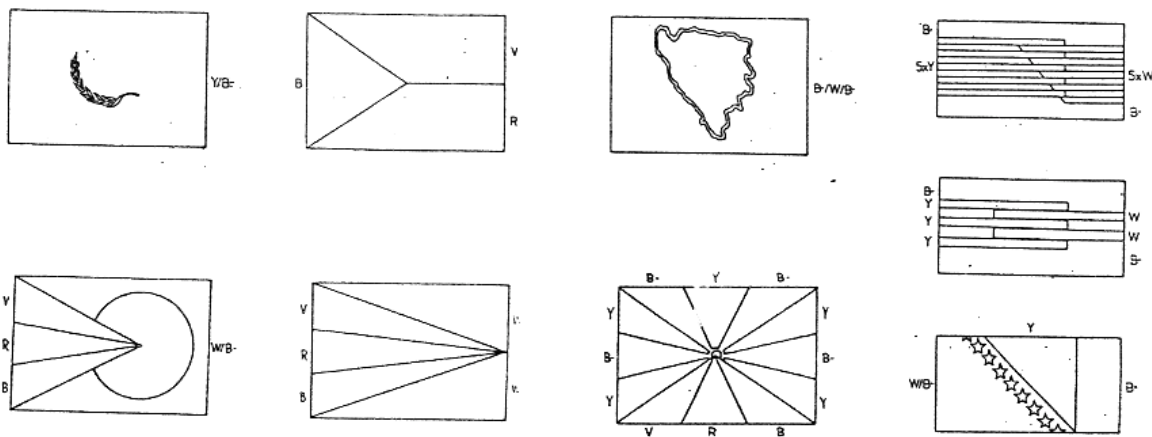 Y/B-
V
B
R
B-/W/B-
B-
5xY
5xW
B-
B-
Y
W
Y
W
Y
B-
V
R
W/B-
B
V
R
B
B- Y B-
Y Y
B- B-
Y Y
V R B
Y
W/B- B-